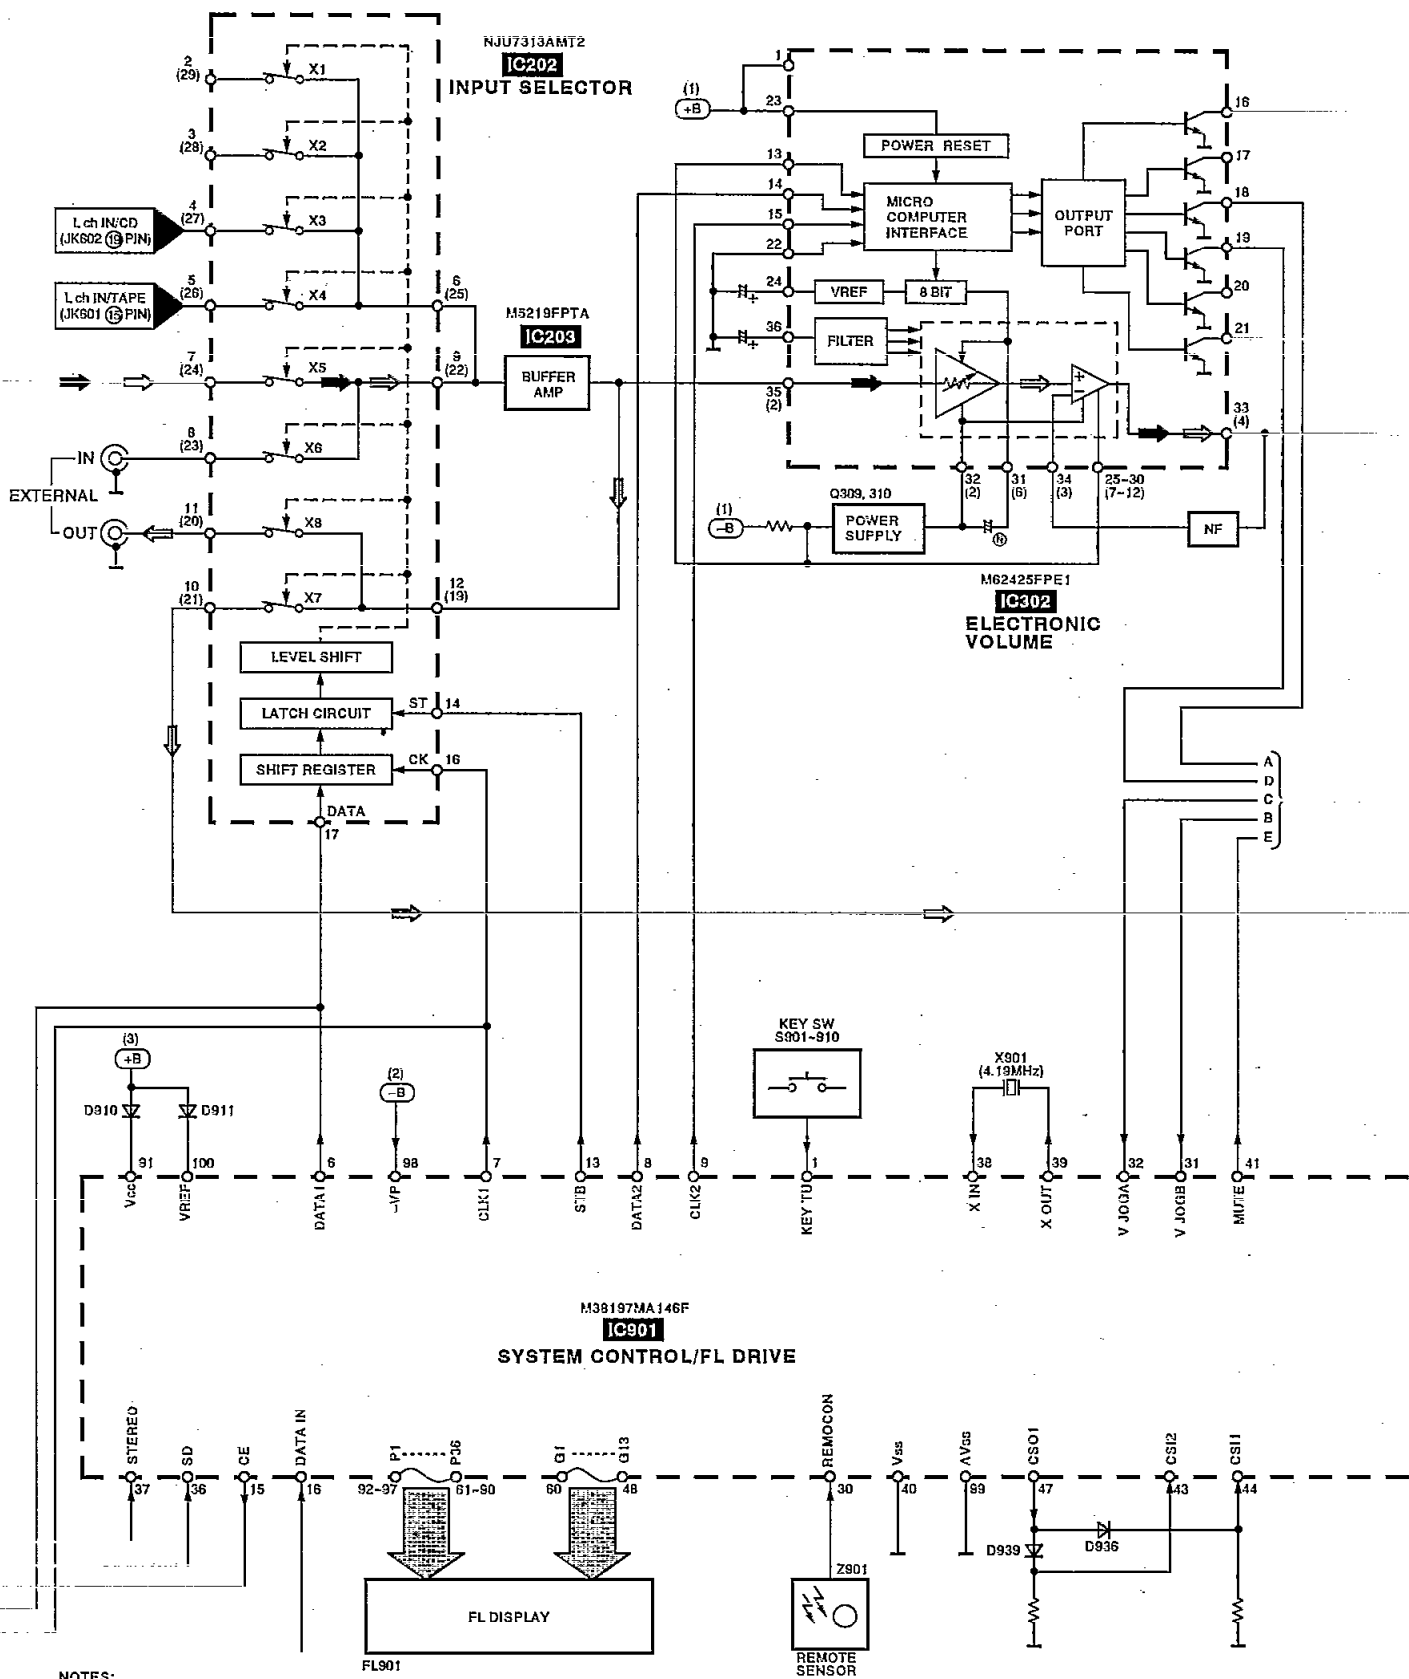 NJU7313AMT2
IC202
INPUT SELECTOR
2
(29)
X1
3
(28)
X2
4
(27)
X3
L ch IN/CD
(JK602 19 PIN)
5
(26)
X4
L ch IN/TAPE
(JK601 15 PIN)
6
(25)
7
(24)
X5
9
(22)
8
(23)
X6
IN
EXTERNAL
OUT
11
(20)
X8
10
(21)
X7
12
(19)
LEVEL SHIFT
LATCH CIRCUIT
ST
14
SHIFT REGISTER
CK
16
DATA
17
M5219FPTA
IC203
BUFFER
AMP
(1)
+B
1
23
13
14
15
22
24
36
35
(2)
POWER RESET
MICRO
COMPUTER
INTERFACE
OUTPUT
PORT
VREF
8 BIT
FILTER
+
+
+
−
16
17
18
19
20
21
33
(4)
32
(2)
31
(6)
34
(3)
25-30
(7-12)
Q309, 310
(1)
−B
POWER
SUPPLY
N
NF
M62425FPE1
IC302
ELECTRONIC
VOLUME
A
D
C
B
E
(3)
+B
D910
D911
(2)
−B
KEY SW
S901~910
X901
(4.19MHz)
91
100
6
98
7
13
8
9
1
38
39
32
31
41
Vcc
VREF
DATA1
-VP
CLK1
STB
DATA2
CLK2
KEY TU
X IN
X OUT
V JOGA
V JOGB
MUTE
M38197MA146F
IC901
SYSTEM CONTROL/FL DRIVE
STEREO
SD
CE
DATA IN
P1
P36
G1
G13
REMOCON
Vss
AVss
CSO1
CSI2
CSI1
37
36
15
16
92-97
61-90
60
48
30
40
99
47
43
44
D936
D939
FL DISPLAY
FL901
Z901
REMOTE
SENSOR
NOTES: